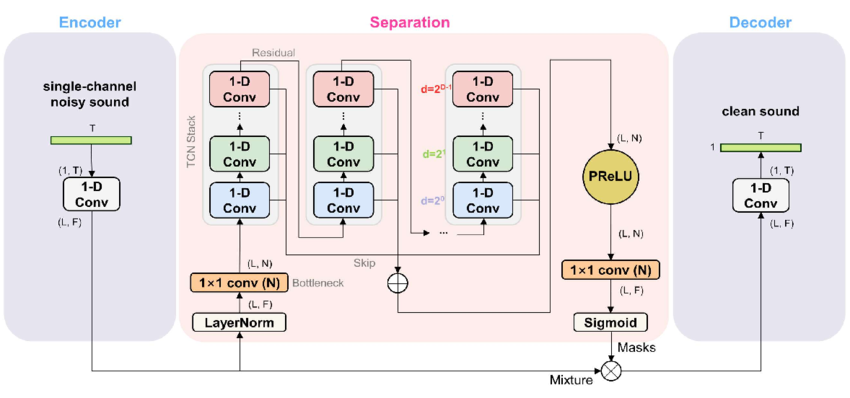 Encoder
Separation
Decoder
single-channel
noisy sound
T
(1, T)
1-D
Conv
(L, F)
TCN Stack
Residual
1-D
Conv
...
1-D
Conv
1-D
Conv
1-D
Conv
...
1-D
Conv
1-D
Conv
...
...
d=2^D-1
d=2^1
d=2^0
1-D
Conv
...
1-D
Conv
1-D
Conv
Skip
(L, N)
1×1 conv (N)
Bottleneck
(L, F)
LayerNorm
(L, N)
PReLU
(L, N)
1×1 conv (N)
(L, F)
Sigmoid
Masks
Mixture
clean sound
T
1
(1, T)
1-D
Conv
(L, F)